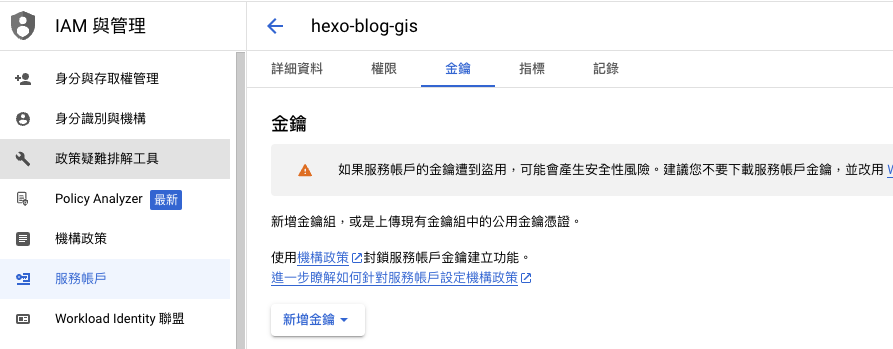 IAM 與管理
身分與存取權管理
身分識別與機構
政策疑難排解工具
Policy Analyzer 最新
機構政策
服務帳戶
Workload Identity 聯盟
hexo-blog-gis
詳細資料 權限 金鑰 指標 記錄
金鑰
如果服務帳戶的金鑰遭到盜用，可能會產生安全性風險。建議您不要下載服務帳戶金鑰，並改用 W
新增金鑰組，或是上傳現有金鑰組中的公用金鑰憑證。
使用機構政策封鎖服務帳戶金鑰建立功能。
進一步瞭解如何針對服務帳戶設定機構政策
新增金鑰